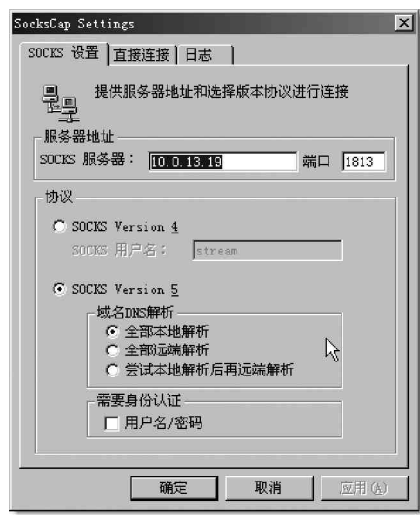 SocksCap Settings
SOCKS 设置 直接连接 日志
提供服务器地址和选择版本协议进行连接
服务器地址
SOCKS 服务器： 10.0.13.19 端口 1813
协议
SOCKS Version 4
SOCKS 用户名： stream
SOCKS Version 5
域名DNS解析
全部本地解析
全部远端解析
尝试本地解析后再远端解析
需要身份认证
用户名/密码
确定 取消 应用(A)